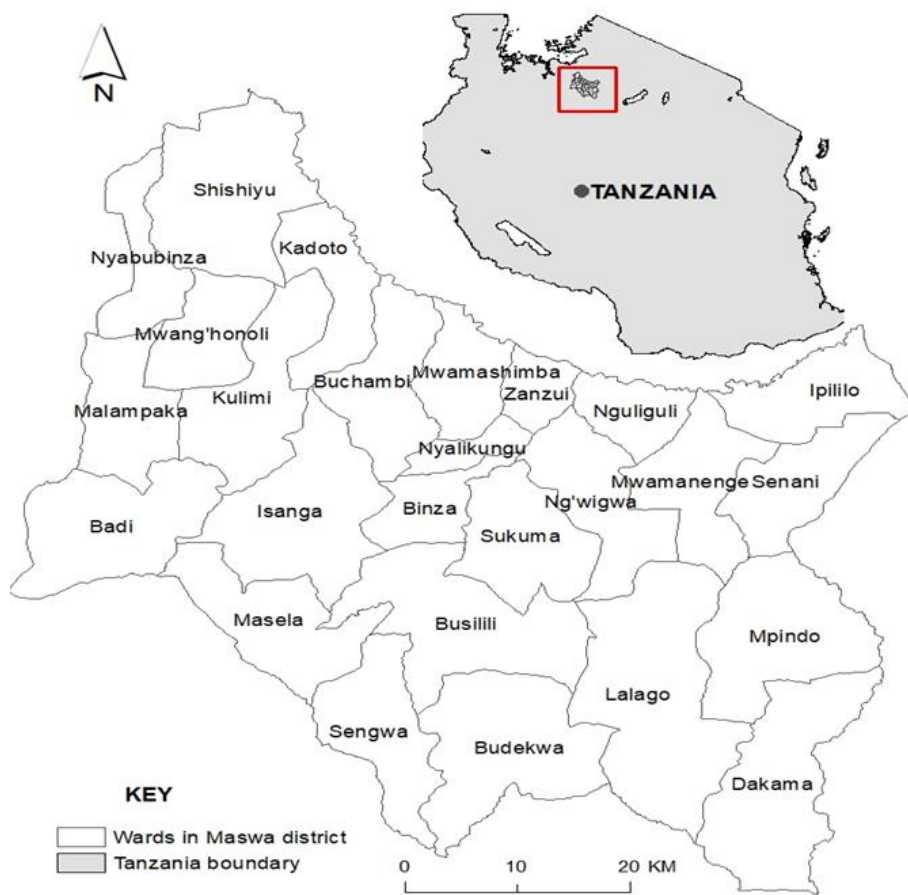 N
TANZANIA
Shishiyu
Kadoto
Nyabubinza
Mwang'honoli
Mwamashimba
Buchambi
Zanzui
Ipililo
Kulimi
Malampaka
Nguliguli
Nyalikungu
Mwamanenge
Senani
Ng'wigwa
Binza
Isanga
Badi
Sukuma
Masela
Busilili
Mpindo
Lalago
Sengwa
Budekwa
Dakama
KEY
Wards in Maswa district
Tanzania boundary
0 10 20 KM